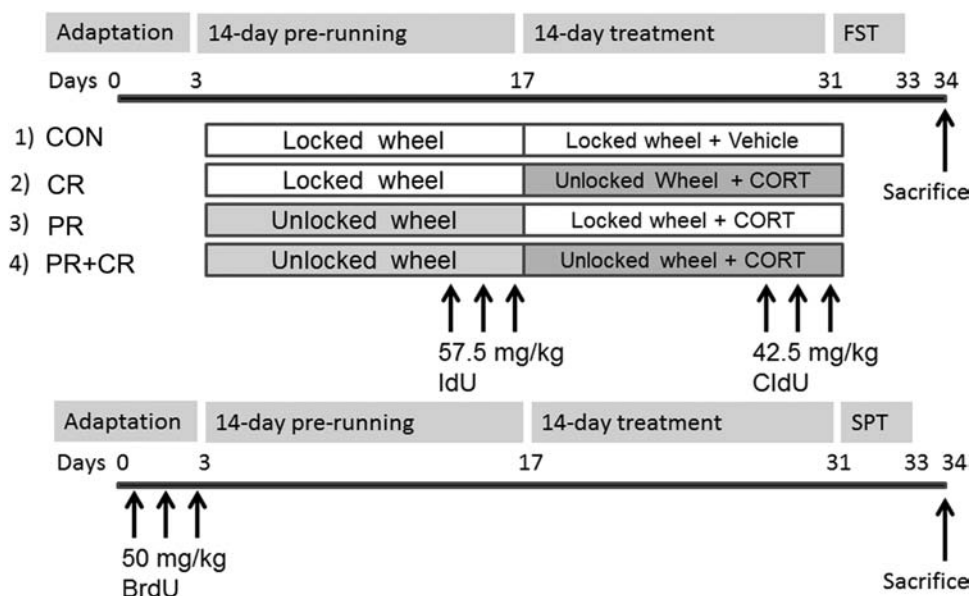 Adaptation 14-day pre-running 14-day treatment FST
Days 0 3 17 31 33 34
1) CON Locked wheel Locked wheel + Vehicle
2) CR Locked wheel Unlocked Wheel + CORT
Sacrifice
3) PR Unlocked wheel Locked wheel + CORT
4) PR+CR Unlocked wheel Unlocked wheel + CORT
57.5 mg/kg 42.5 mg/kg
IdU CldU
Adaptation 14-day pre-running 14-day treatment SPT
Days 0 3 17 31 33 34
50 mg/kg
BrdU
Sacrifice